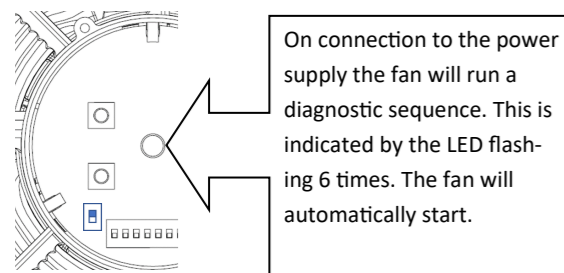 On connection to the power
supply the fan will run a
diagnostic sequence. This is
indicated by the LED flash-
ing 6 times. The fan will
automatically start.